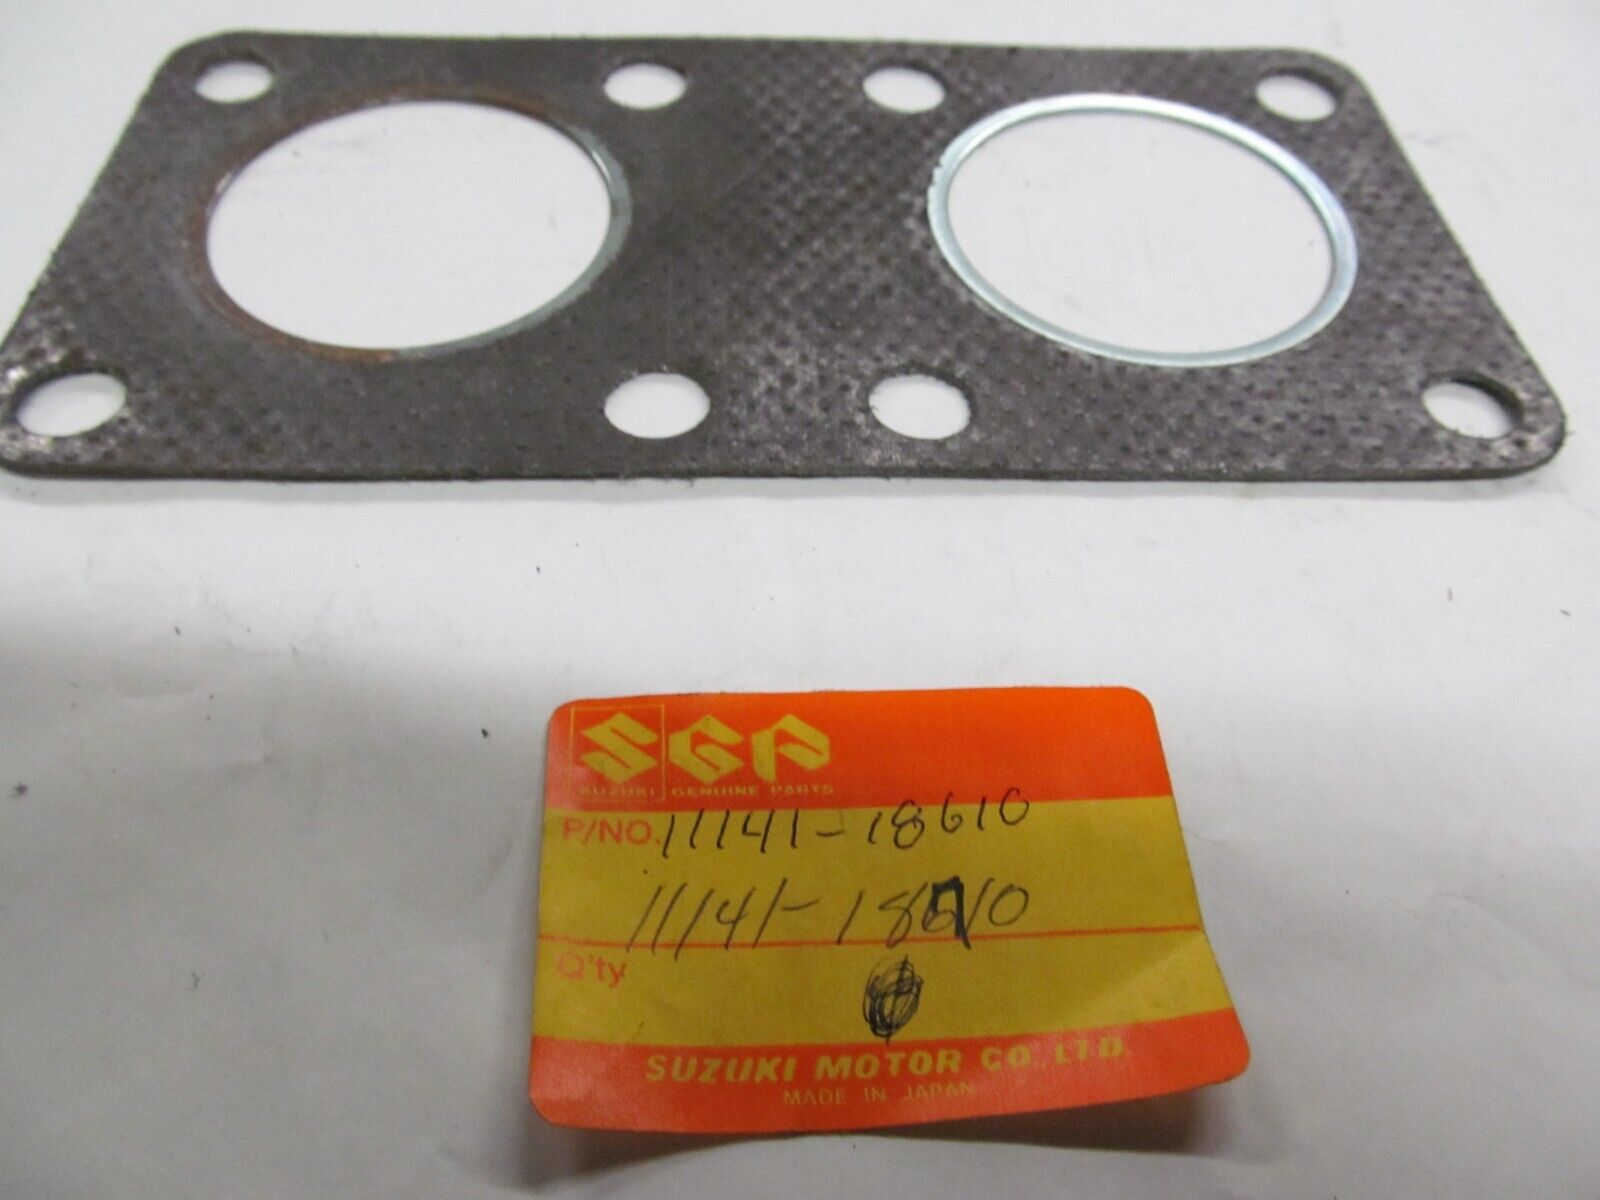 SGP
SUZUKI GENUINE PARTS
P/NO. 11141-18610
11141-18610
Q'ty
SUZUKI MOTOR CO., LTD.
MADE IN JAPAN